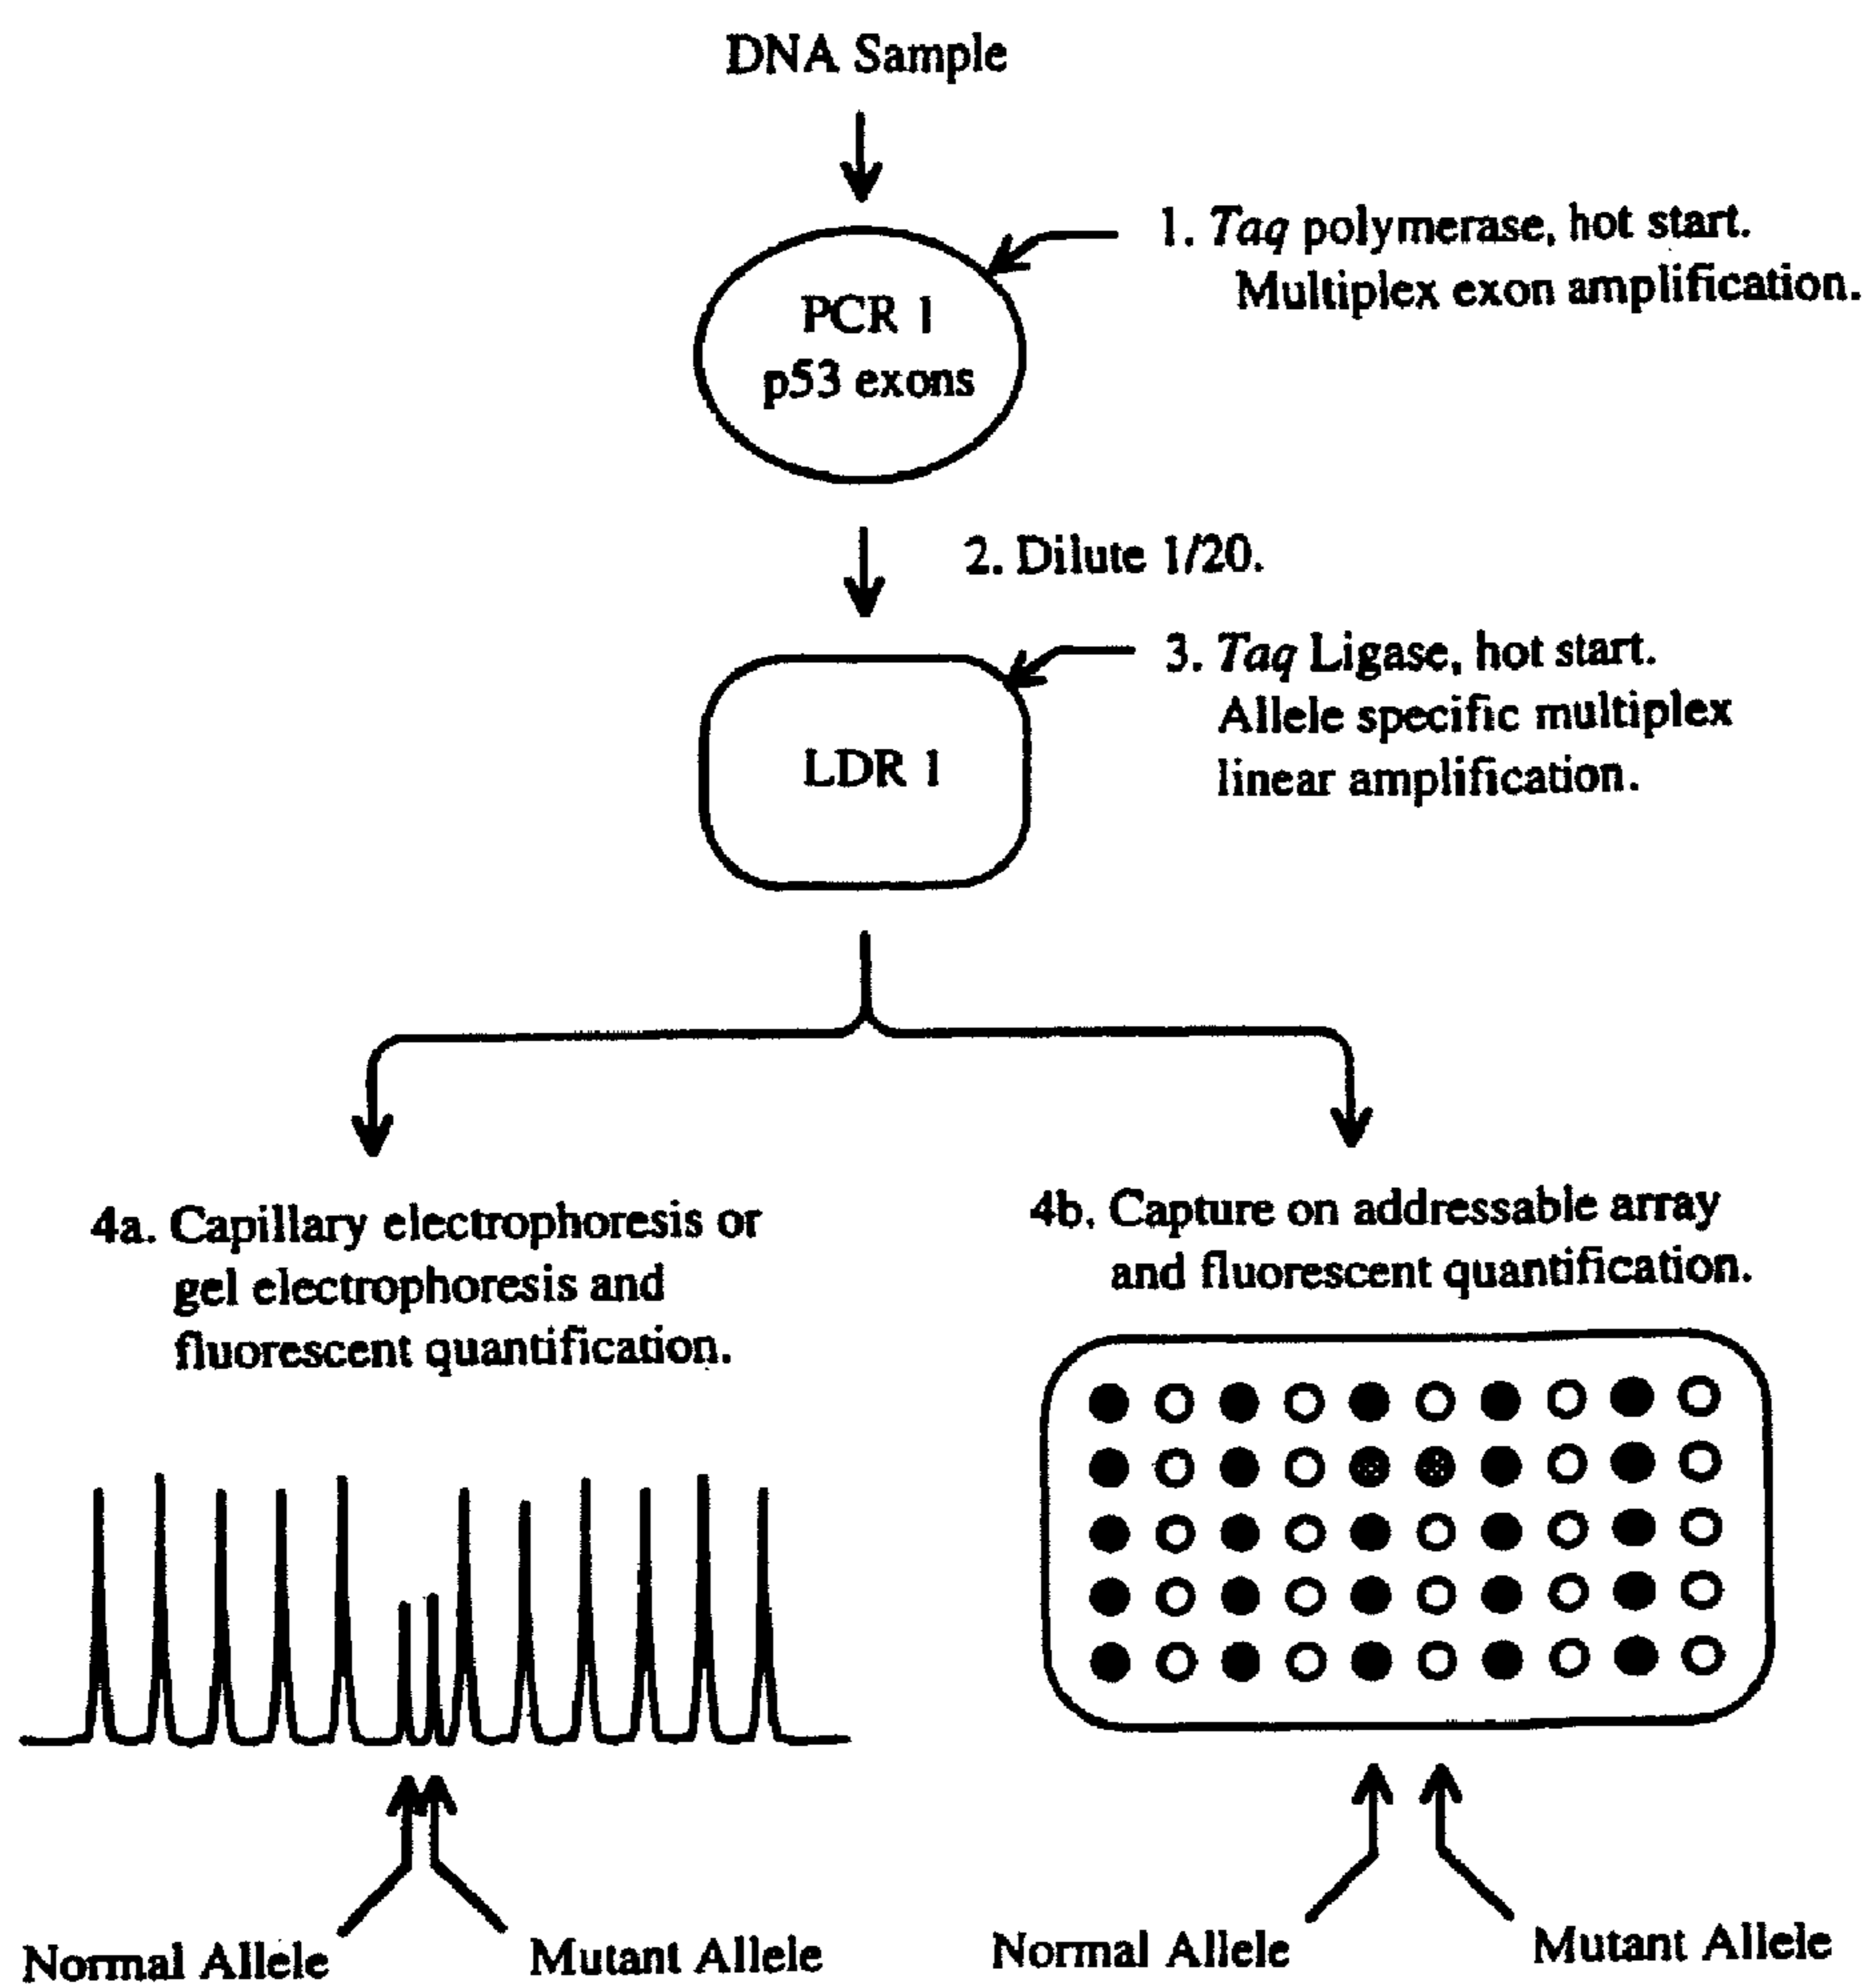 DNA Sample
1. Taq polymerase, hot start.
Multiplex exon amplification.
PCR 1
p53 exons
2. Dilute 1/20.
3. Taq Ligase, hot start.
Allele specific multiplex
linear amplification.
LDR 1
4a. Capillary electrophoresis or
gel electrophoresis and
fluorescent quantification.
4b. Capture on addressable array
and fluorescent quantification.
Normal Allele
Mutant Allele
Normal Allele
Mutant Allele